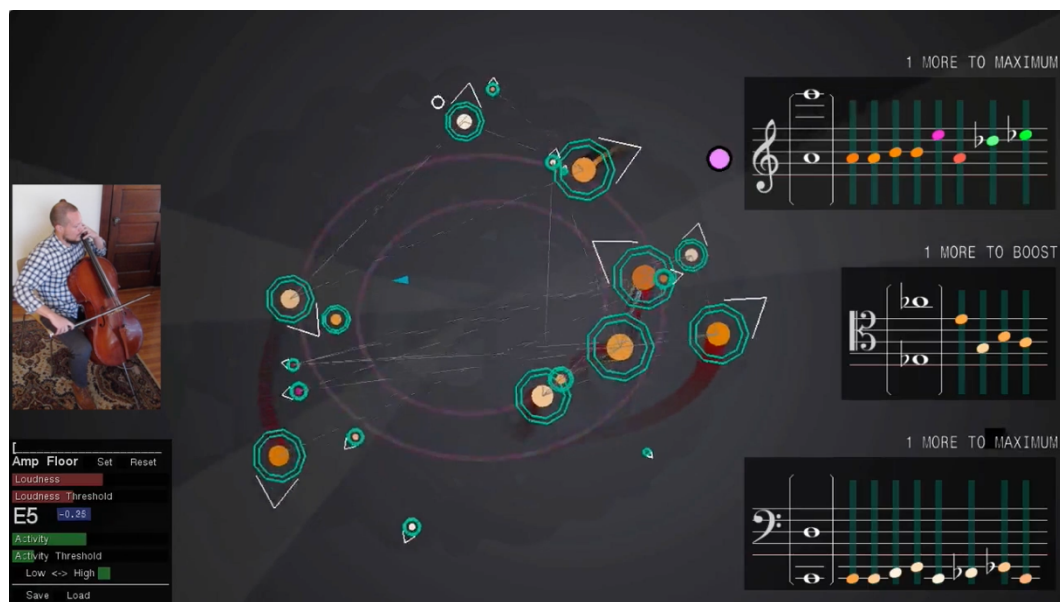 1 MORE TO MAXIMUM
1 MORE TO BOOST
1 MORE TO MAXIMUM
[
Amp Floor Set Reset
Loudness
Loudness Threshold
E5 -0.35
Activity
Activity Threshold
Low <-> High
Save Load